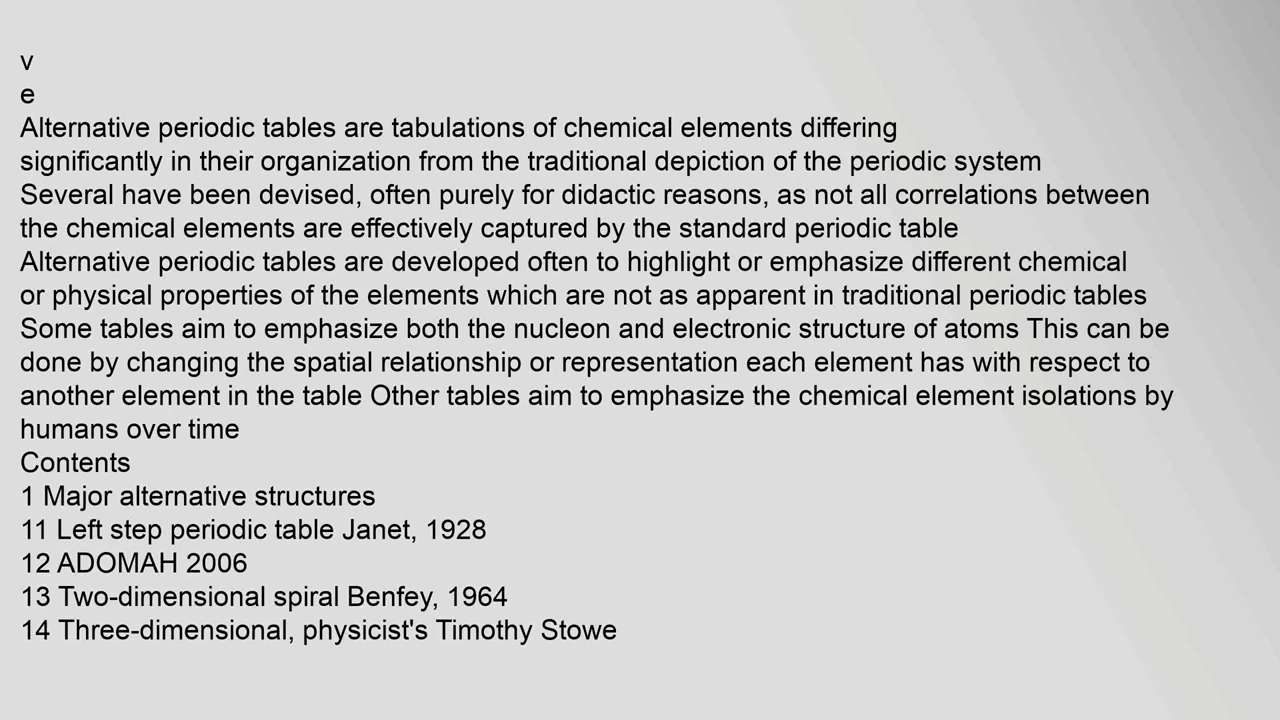 v
e
Alternative periodic tables are tabulations of chemical elements differing
significantly in their organization from the traditional depiction of the periodic system
Several have been devised, often purely for didactic reasons, as not all correlations between
the chemical elements are effectively captured by the standard periodic table
Alternative periodic tables are developed often to highlight or emphasize different chemical
or physical properties of the elements which are not as apparent in traditional periodic tables
Some tables aim to emphasize both the nucleon and electronic structure of atoms This can be
done by changing the spatial relationship or representation each element has with respect to
another element in the table Other tables aim to emphasize the chemical element isolations by
humans over time
Contents
1 Major alternative structures
11 Left step periodic table Janet, 1928
12 ADOMAH 2006
13 Two-dimensional spiral Benfey, 1964
14 Three-dimensional, physicist's Timothy Stowe